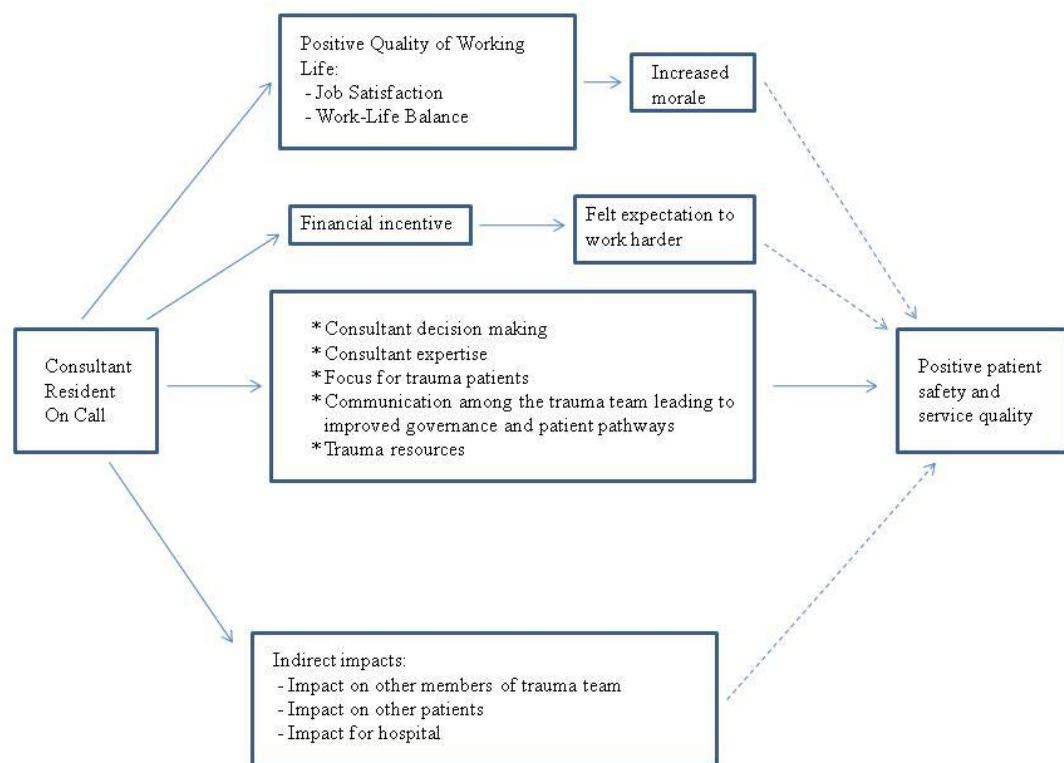 Positive Quality of Working
Life:
- Job Satisfaction
- Work-Life Balance
Increased
morale
Financial incentive
Felt expectation to
work harder
Consultant
Resident
On Call
* Consultant decision making
* Consultant expertise
* Focus for trauma patients
* Communication among the trauma team leading to
improved governance and patient pathways
* Trauma resources
Positive patient
safety and
service quality
Indirect impacts:
- Impact on other members of trauma team
- Impact on other patients
- Impact for hospital